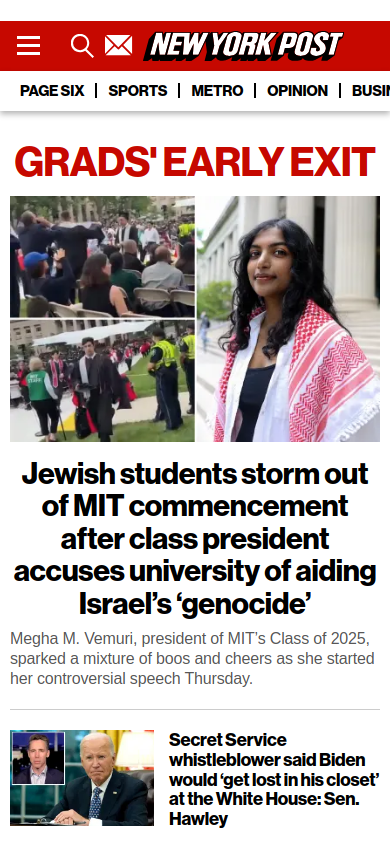 NEW YORK POST
PAGE SIX | SPORTS | METRO | OPINION | BUSI
GRADS' EARLY EXIT
Jewish students storm out
of MIT commencement
after class president
accuses university of aiding
Israel’s ‘genocide’
Megha M. Vemuri, president of MIT’s Class of 2025,
sparked a mixture of boos and cheers as she started
her controversial speech Thursday.
Secret Service
whistleblower said Biden
would ‘get lost in his closet’
at the White House: Sen.
Hawley